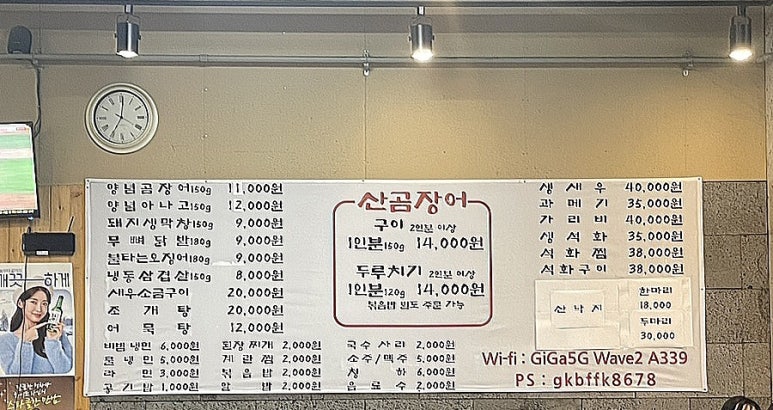 양념곰장어150g 11,000원
양념아나고150g 12,000원
돼지생막창150g 9,000원
무뼈닭발180g 9,000원
불타는오징어180g 9,000원
냉동삼겹살150g 8,000원
새우소금구이 20,000원
조개탕 20,000원
어묵탕 12,000원
비빔냉면 6,000원
물냉면 5,000원
라면 3,000원
공기밥 1,000원
된장찌개 2,000원
계란찜 2,000원
볶음밥 2,000원
알밥 2,000원
국수사리 2,000원
소주/맥주 5,000원
청하 6,000원
음료수 2,000원
산곰장어
구이 2인분 이상
1인분150g 14,000원
두루치기 2인분 이상
1인분120g 14,000원
볶음밥 별도 주문 가능
생새우 40,000원
과메기 35,000원
가리비 40,000원
생석화 35,000원
석화찜 38,000원
석화구이 38,000원
산낙지
한마리
18,000
두마리
30,000
Wi-fi : GiGa5G Wave2 A339
PS : gkbffk8678
깨끗하게